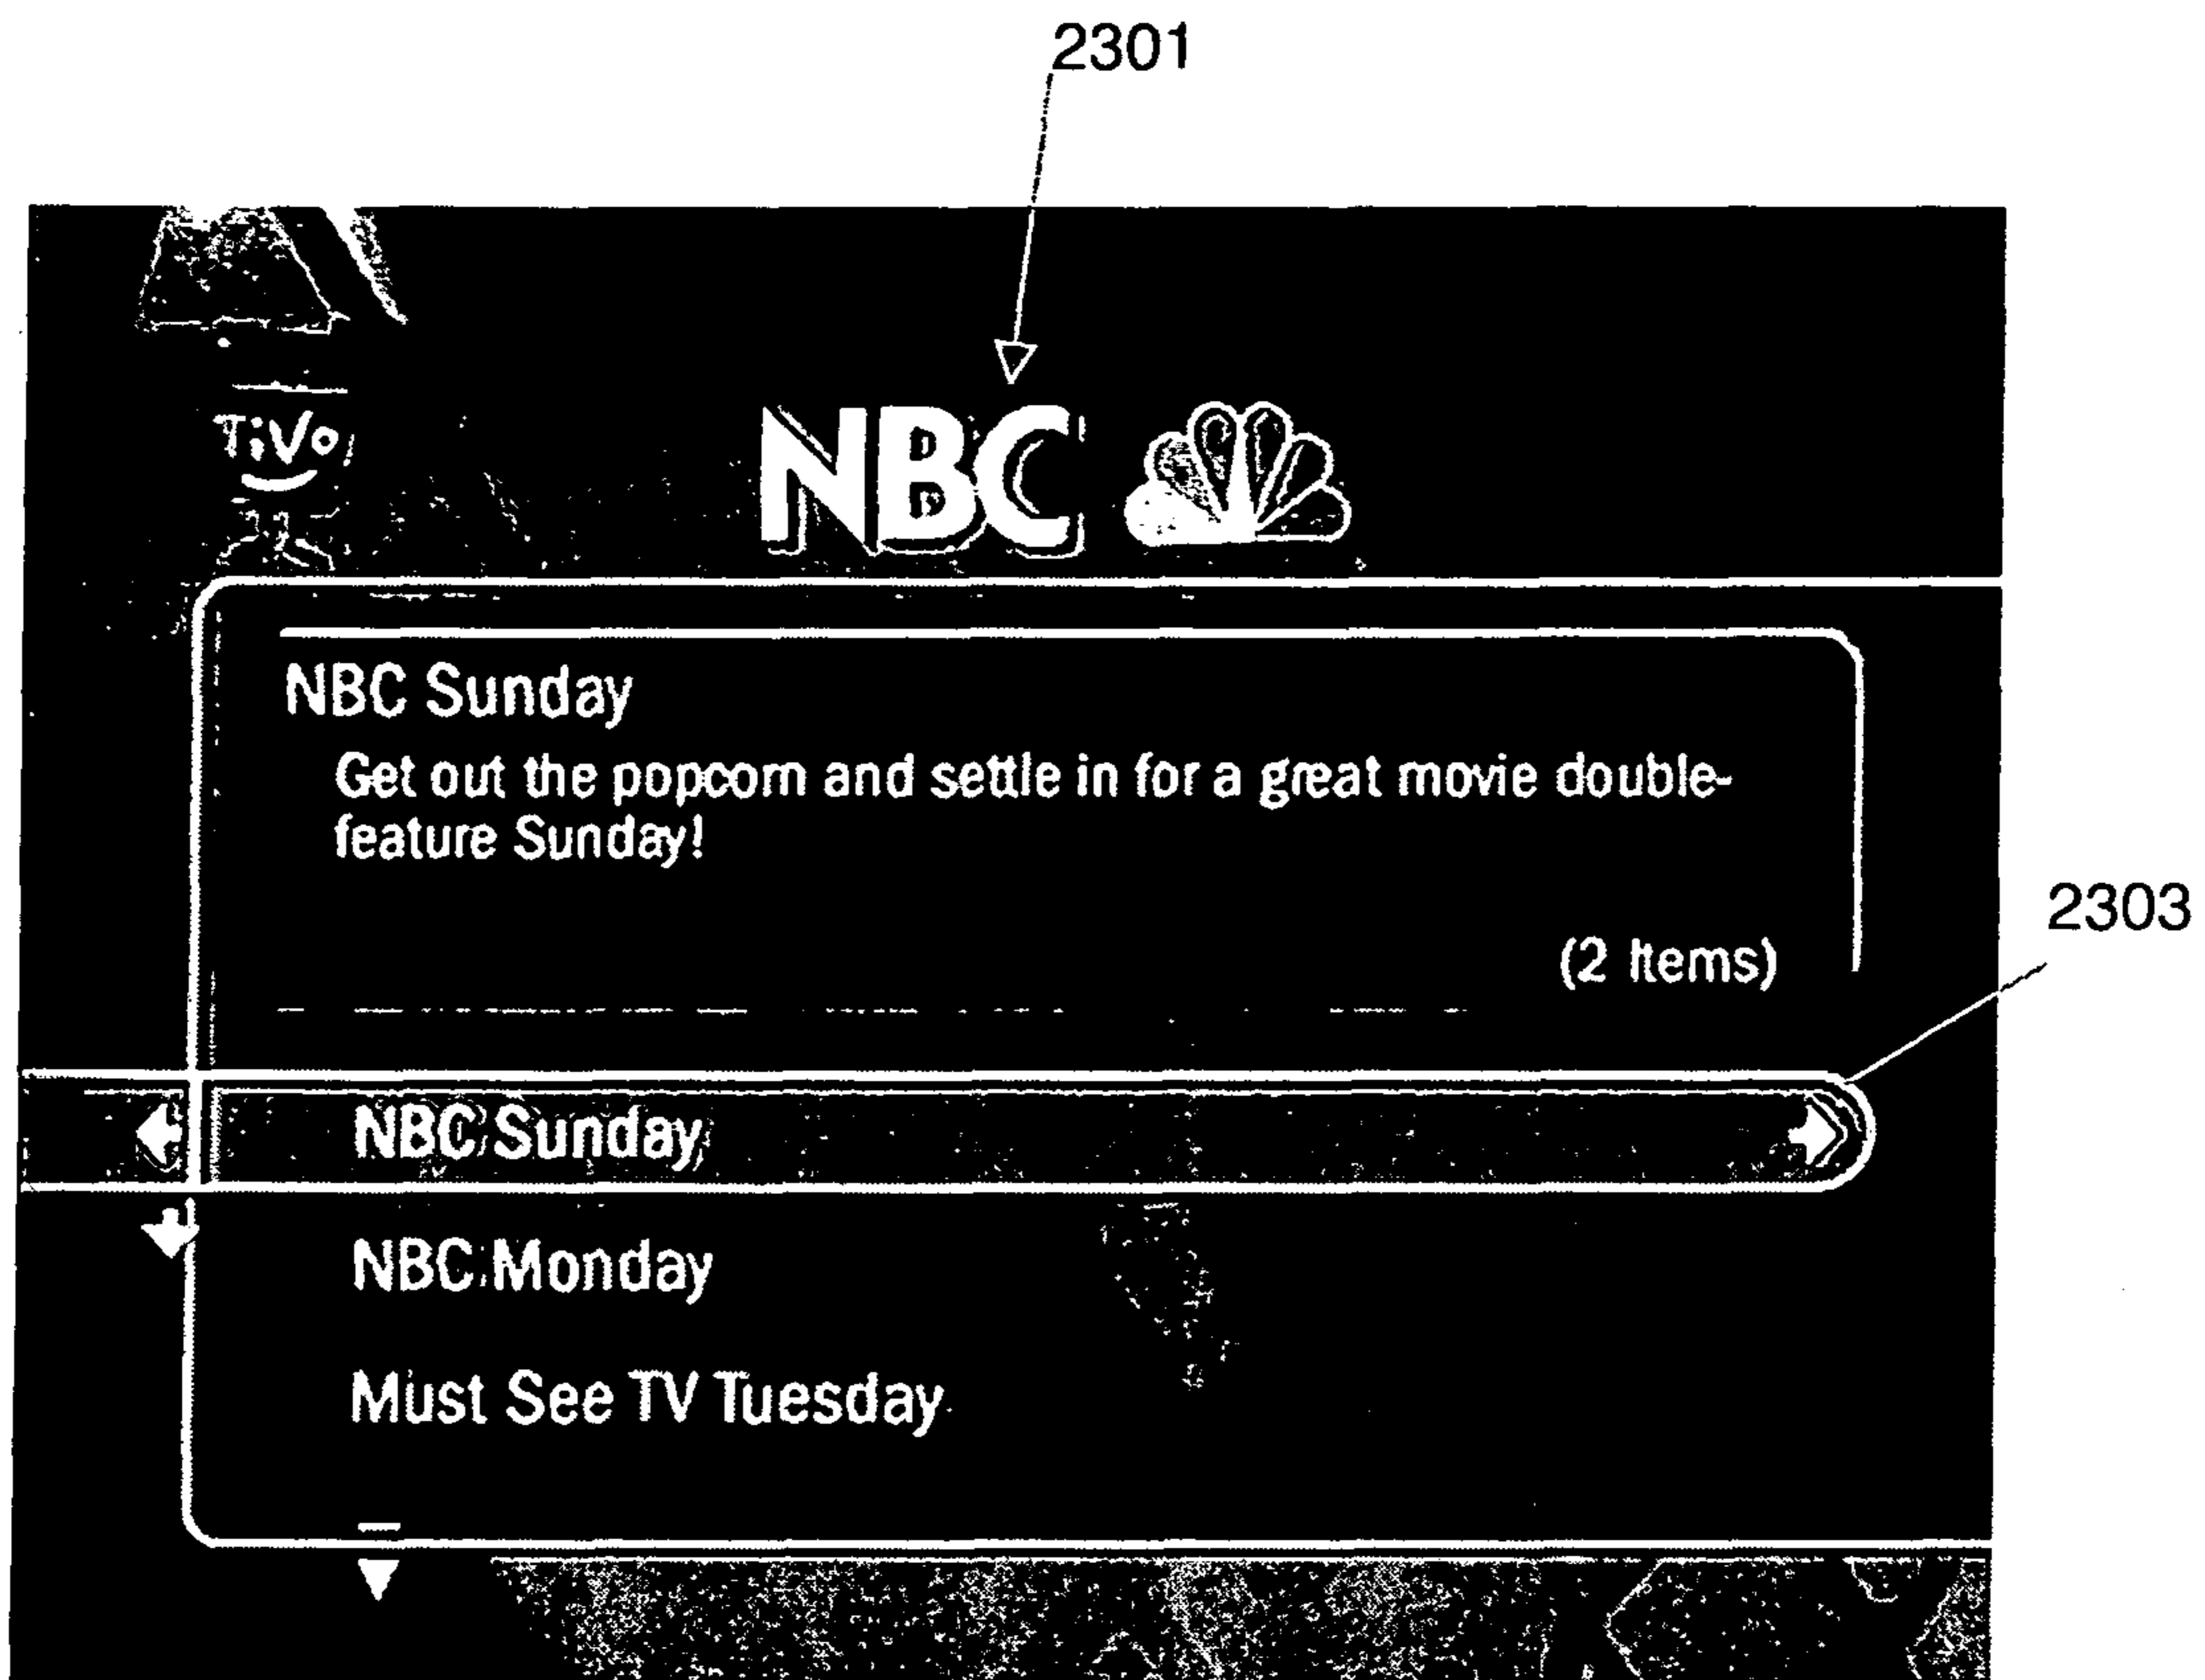 2301
TiVo
NBC
NBC Sunday
Get out the popcorn and settle in for a great movie double-
feature Sunday!
2303
(2 Items)
NBC Sunday
NBC Monday
Must See TV Tuesday